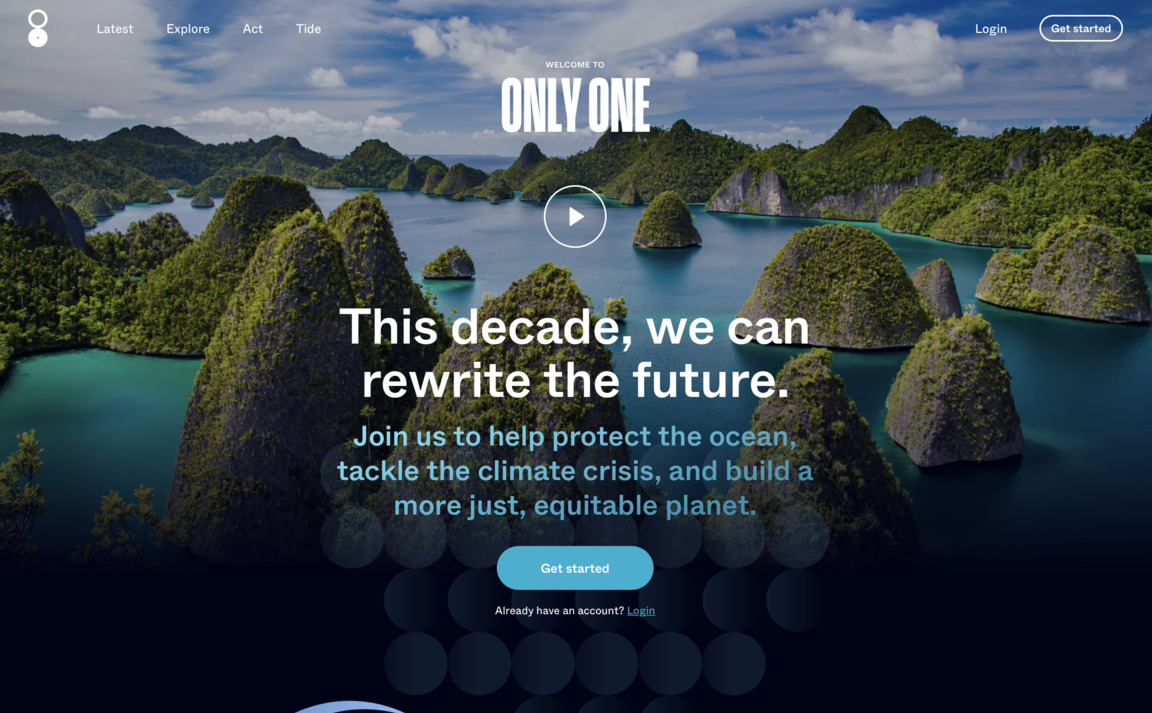 Latest
Explore
Act
Tide
Login
Get started
WELCOME TO
ONLY ONE
This decade, we can
rewrite the future.
Join us to help protect the ocean,
tackle the climate crisis, and build a
more just, equitable planet.
Get started
Already have an account? Login